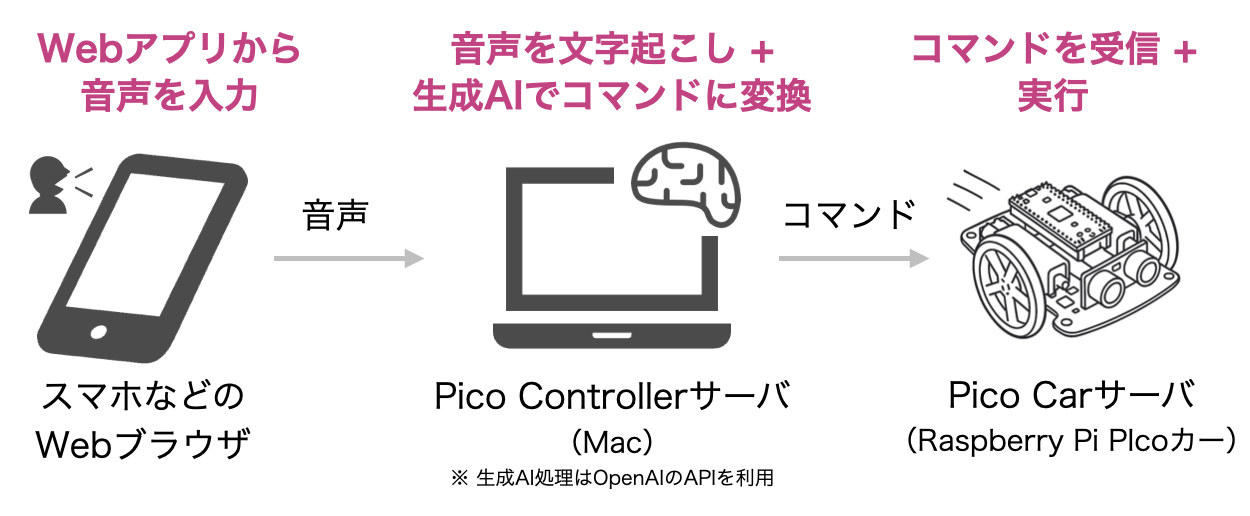 Webアプリから
音声を入力
音声を文字起こし +
生成AIでコマンドに変換
コマンドを受信 +
実行
音声
コマンド
スマホなどの
Webブラウザ
Pico Controllerサーバ
（Mac）
※ 生成AI処理はOpenAIのAPIを利用
Pico Carサーバ
（Raspberry Pi PIcoカー）